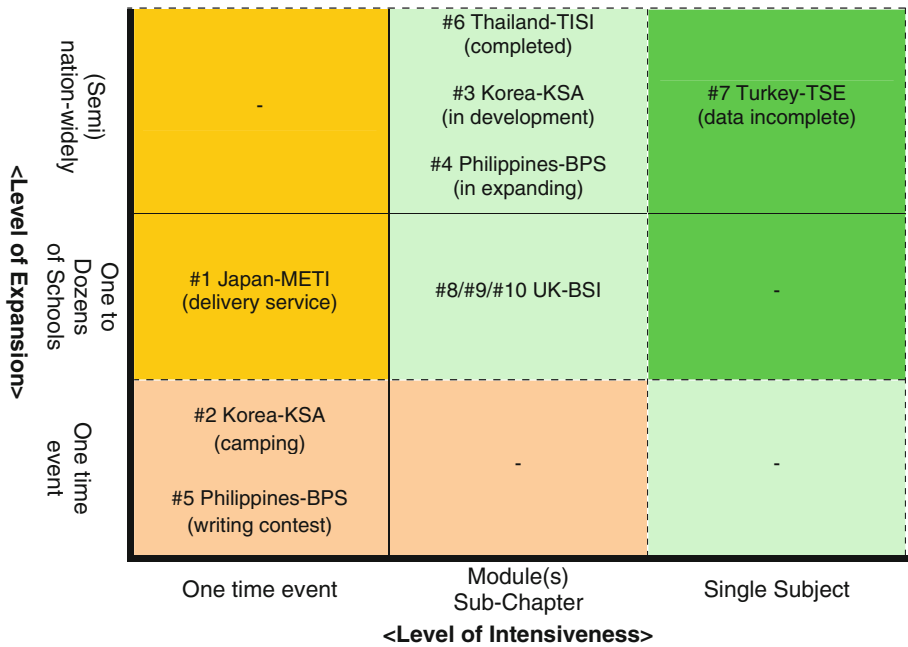 <Level of Expansion>
(Semi)
nation-widely
-
#6 Thailand-TISI
(completed)
#3 Korea-KSA
(in development)
#4 Philippines-BPS
(in expanding)
#7 Turkey-TSE
(data incomplete)
One to
Dozens
of Schools
#1 Japan-METI
(delivery service)
#8/#9/#10 UK-BSI
-
One time
event
#2 Korea-KSA
(camping)
#5 Philippines-BPS
(writing contest)
-
-
One time event
Module(s)
Sub-Chapter
Single Subject
<Level of Intensiveness>